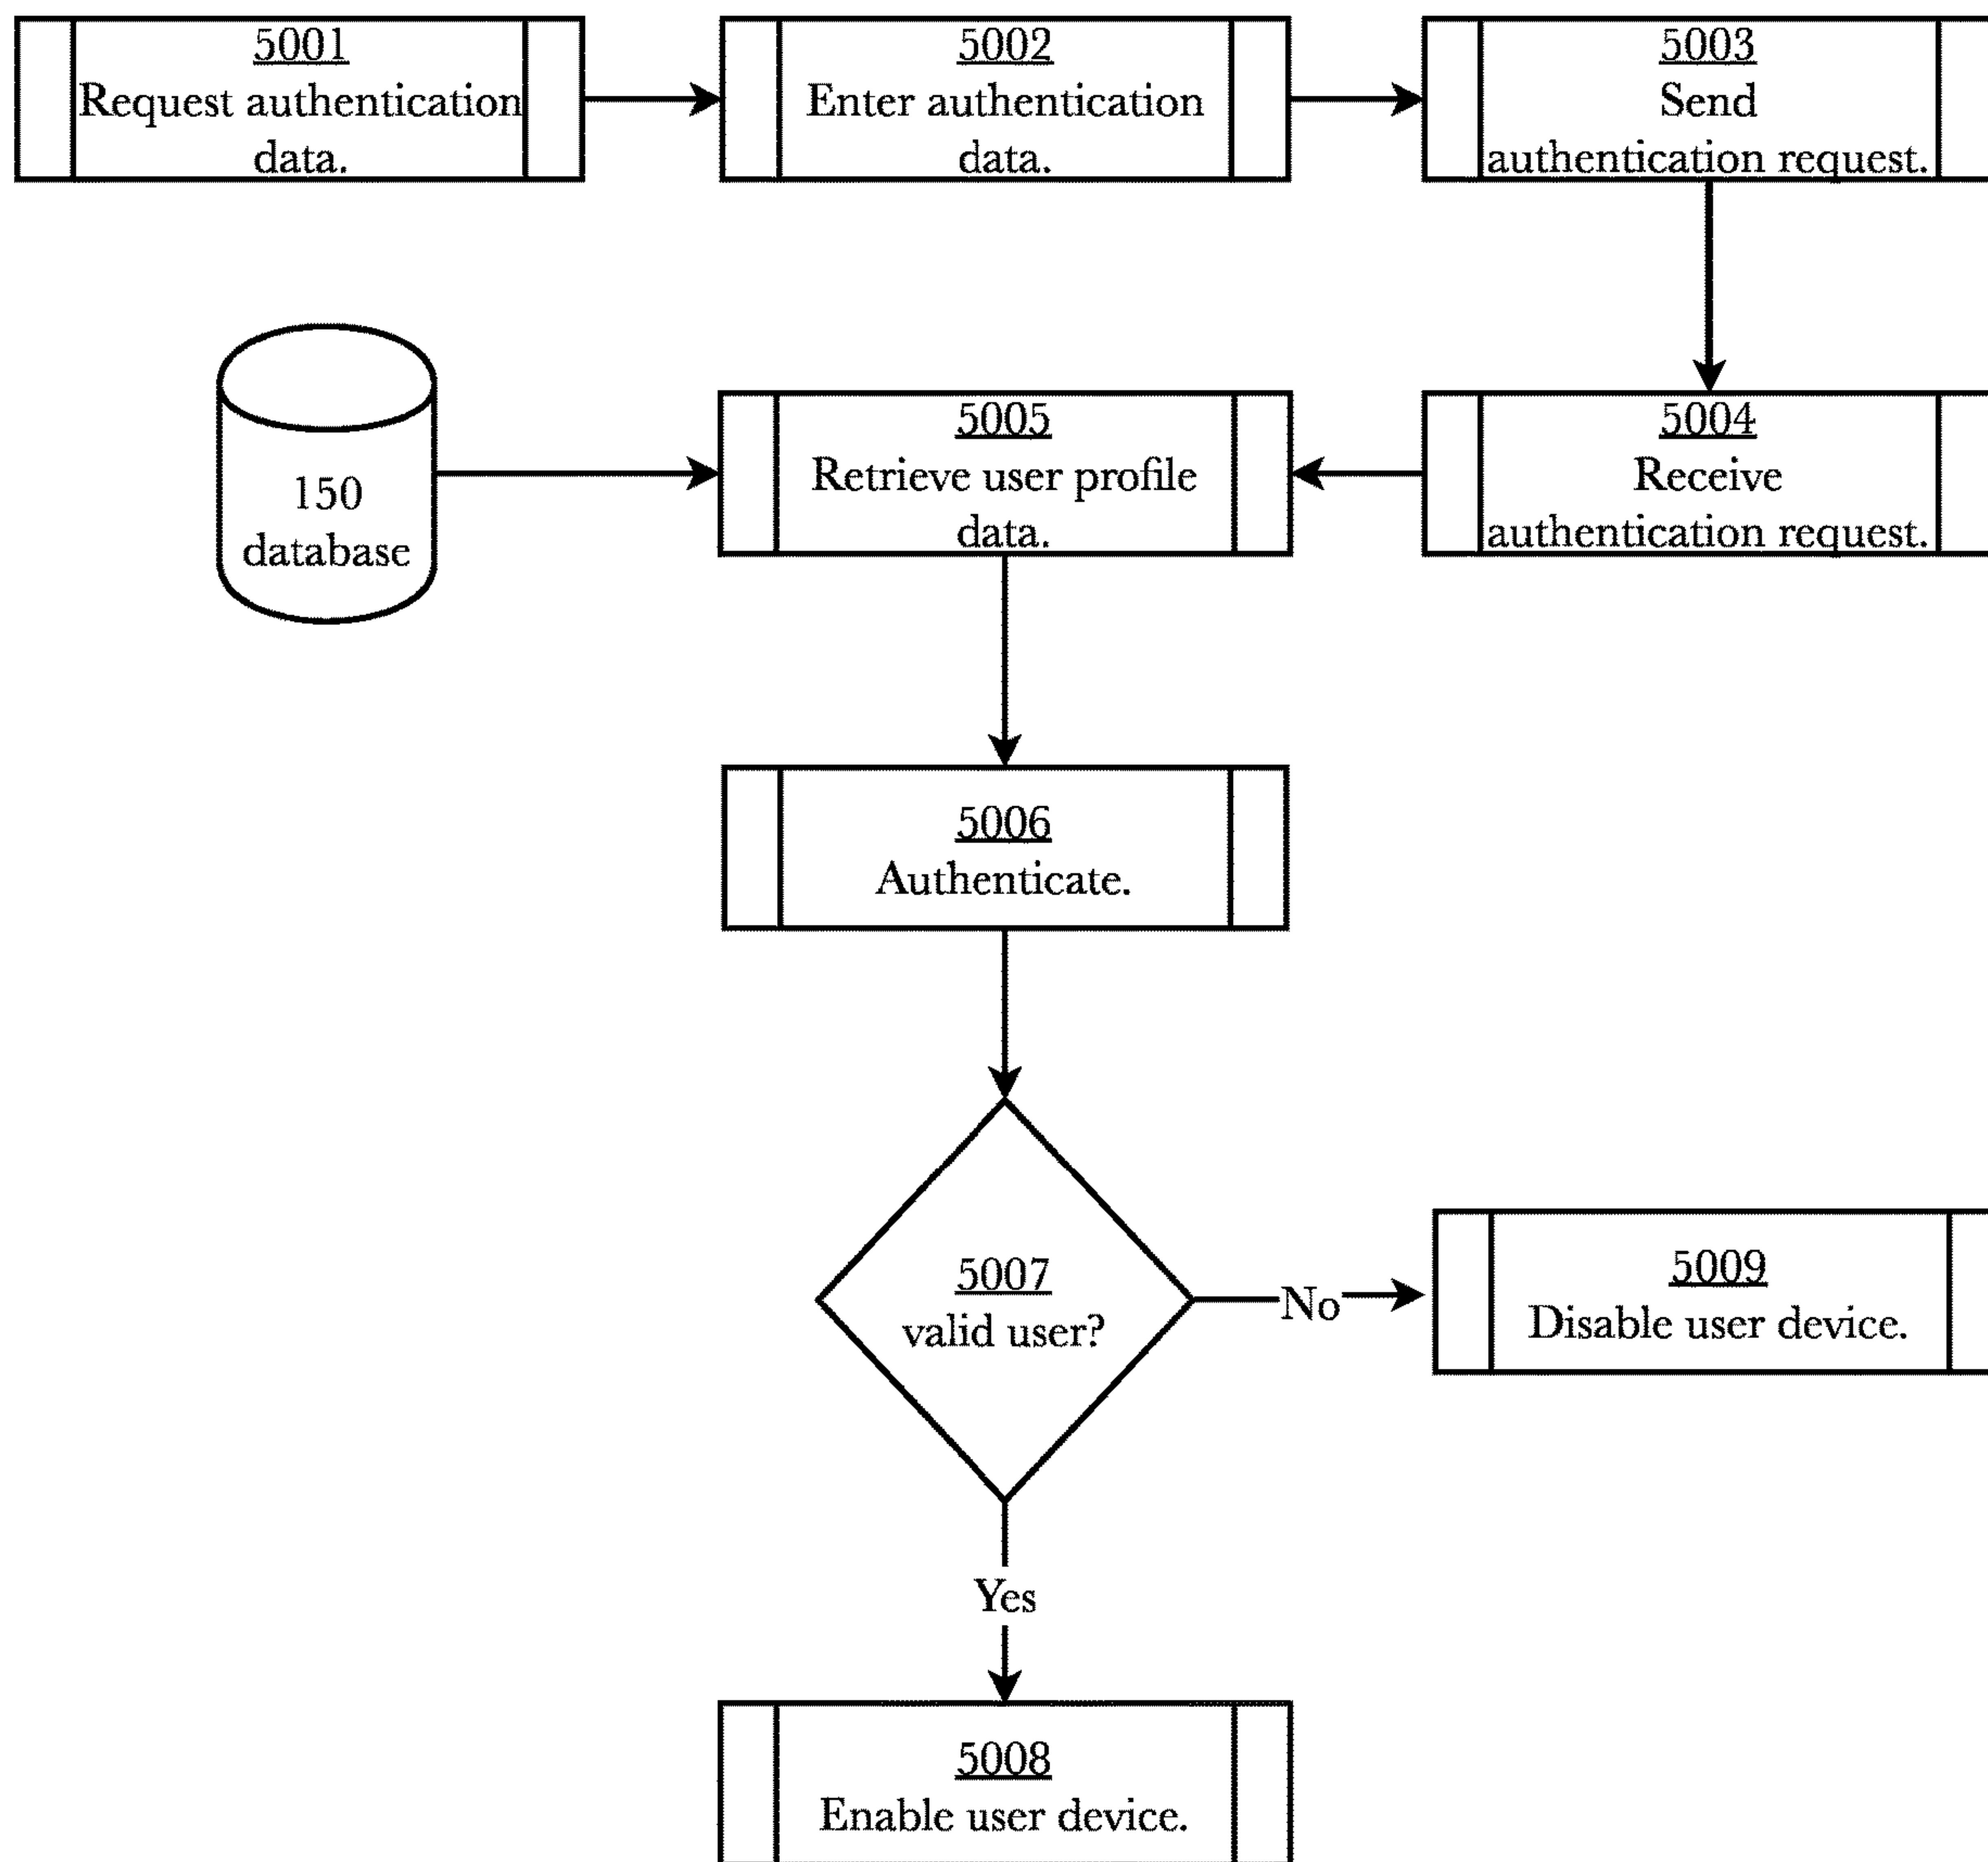 5001
Request authentication
data.
5002
Enter authentication
data.
5003
Send
authentication request.
150
database
5005
Retrieve user profile
data.
5004
Receive
authentication request.
5006
Authenticate.
5007
valid user?
No
5009
Disable user device.
Yes
5008
Enable user device.